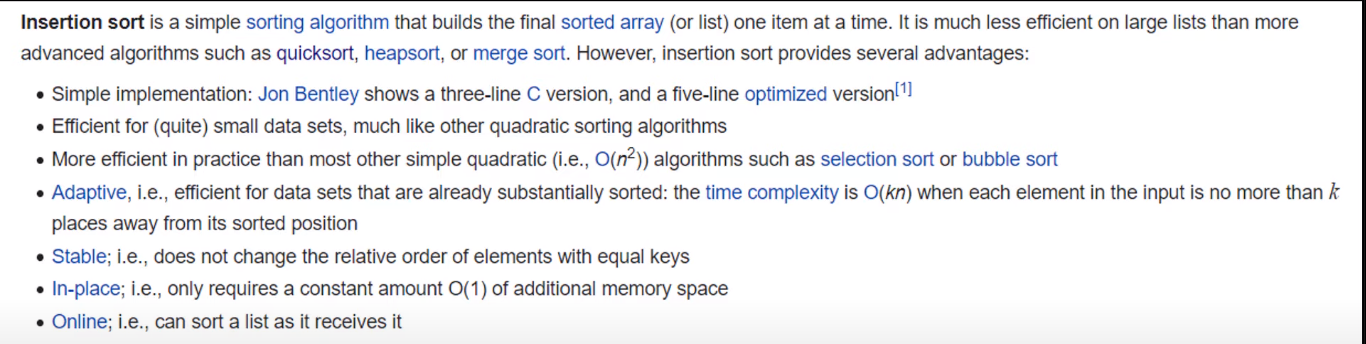 Insertion sort is a simple sorting algorithm that builds the final sorted array (or list) one item at a time. It is much less efficient on large lists than more
advanced algorithms such as quicksort, heapsort, or merge sort. However, insertion sort provides several advantages:
• Simple implementation: Jon Bentley shows a three-line C version, and a five-line optimized version[1]
• Efficient for (quite) small data sets, much like other quadratic sorting algorithms
• More efficient in practice than most other simple quadratic (i.e., O(n²)) algorithms such as selection sort or bubble sort
• Adaptive, i.e., efficient for data sets that are already substantially sorted: the time complexity is O(kn) when each element in the input is no more than k
places away from its sorted position
• Stable; i.e., does not change the relative order of elements with equal keys
• In-place; i.e., only requires a constant amount O(1) of additional memory space
• Online; i.e., can sort a list as it receives it